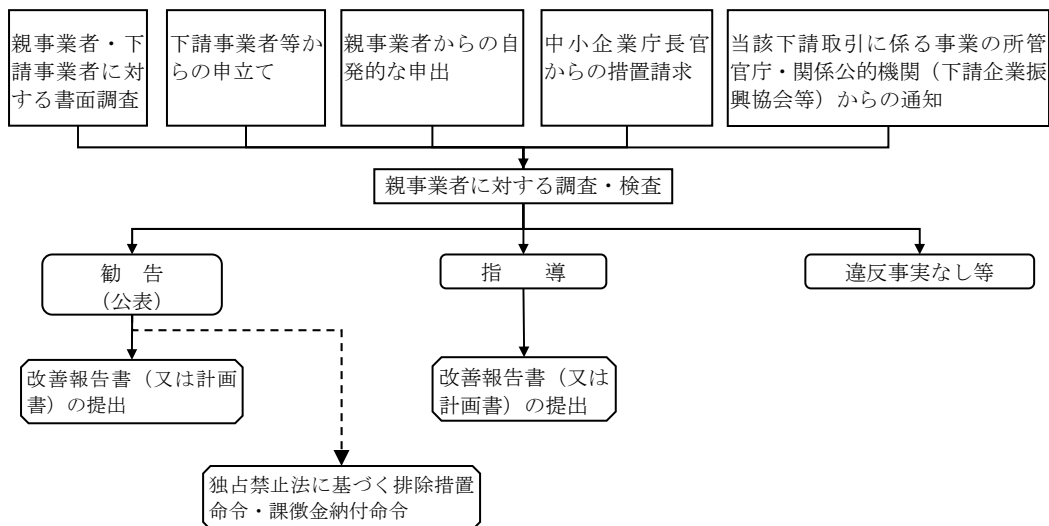 親事業者・下
請事業者に対
する書面調査
下請事業者等か
らの申立て
親事業者からの自
発的な申出
中小企業庁長官
からの措置請求
当該下請取引に係る事業の所管
官庁・関係公的機関（下請企業振
興協会等）からの通知
親事業者に対する調査・検査
勧　告
（公表）
指　　導
違反事実なし等
改善報告書（又は計画
書）の提出
改善報告書（又は
計画書）の提出
独占禁止法に基づく排除措置
命令・課徴金納付命令